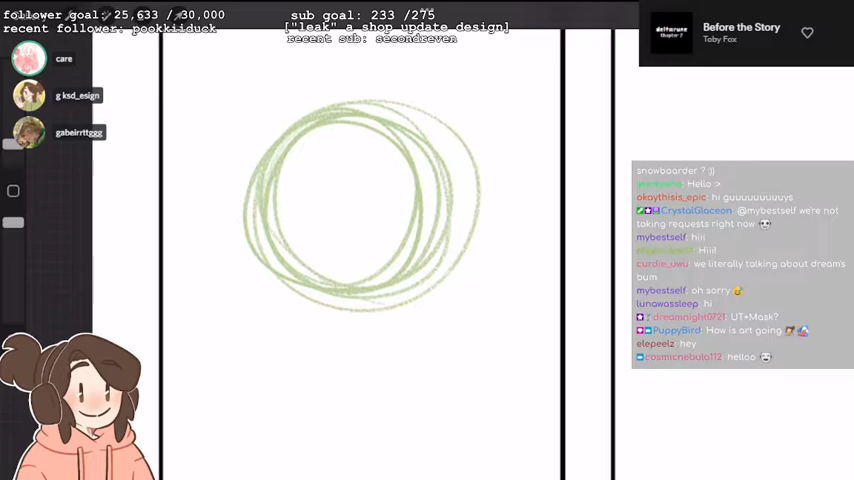 follower goal: 25,633 / 30,000
recent follower: pookkiiduck
sub goal: 233 /275
["leak" a shop update design]
recent sub: secondreven
deltarune
Chapter 2
Before the Story
Toby Fox
care
g ksd_esign
gabeirrttggg
snowboarder ? :))
Hello :>
okaythisis_epic: hi guuuuuuuuuys
CrystalGlaceon: @mybestself we're not
taking requests right now
mybestself: hiii
Hiii!
curdie_uwu: we literally talking about dream's
bum
mybestself: oh sorry
lunawassleep: hi
dreamnight0721: UT+Mask?
PuppyBird: How is art going
elepeelz: hey
cosmicnebula112: helloo